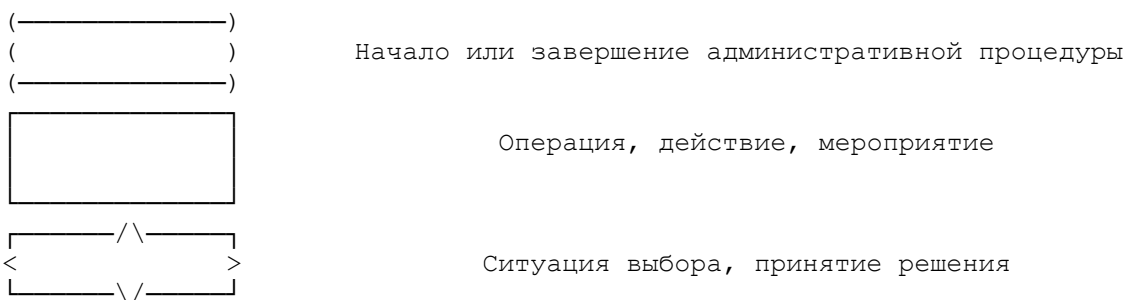 Начало или завершение административной процедуры
Операция, действие, мероприятие
Ситуация выбора, принятие решения